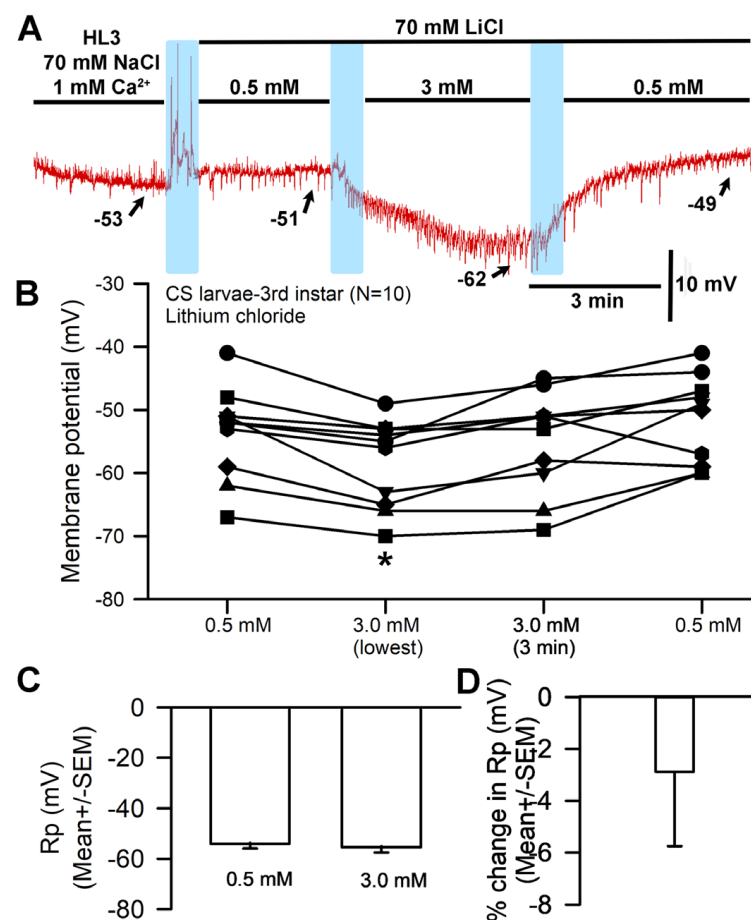 A
HL3
70 mM NaCl
1 mM Ca²⁺
70 mM LiCl
0.5 mM
3 mM
0.5 mM
-53
-51
-62
-49
10 mV
3 min
B
CS larvae-3rd instar (N=10)
Lithium chloride
Membrane potential (mV)
-30
-40
-50
-60
-70
-80
*
0.5 mM
3.0 mM
(lowest)
3.0 mM
(3 min)
0.5 mM
C
Rp (mV)
(Mean+/-SEM)
0
-20
-40
-60
-80
0.5 mM
3.0 mM
D
% change in Rp (mV)
(Mean+/-SEM)
0
-2
-4
-6
-8